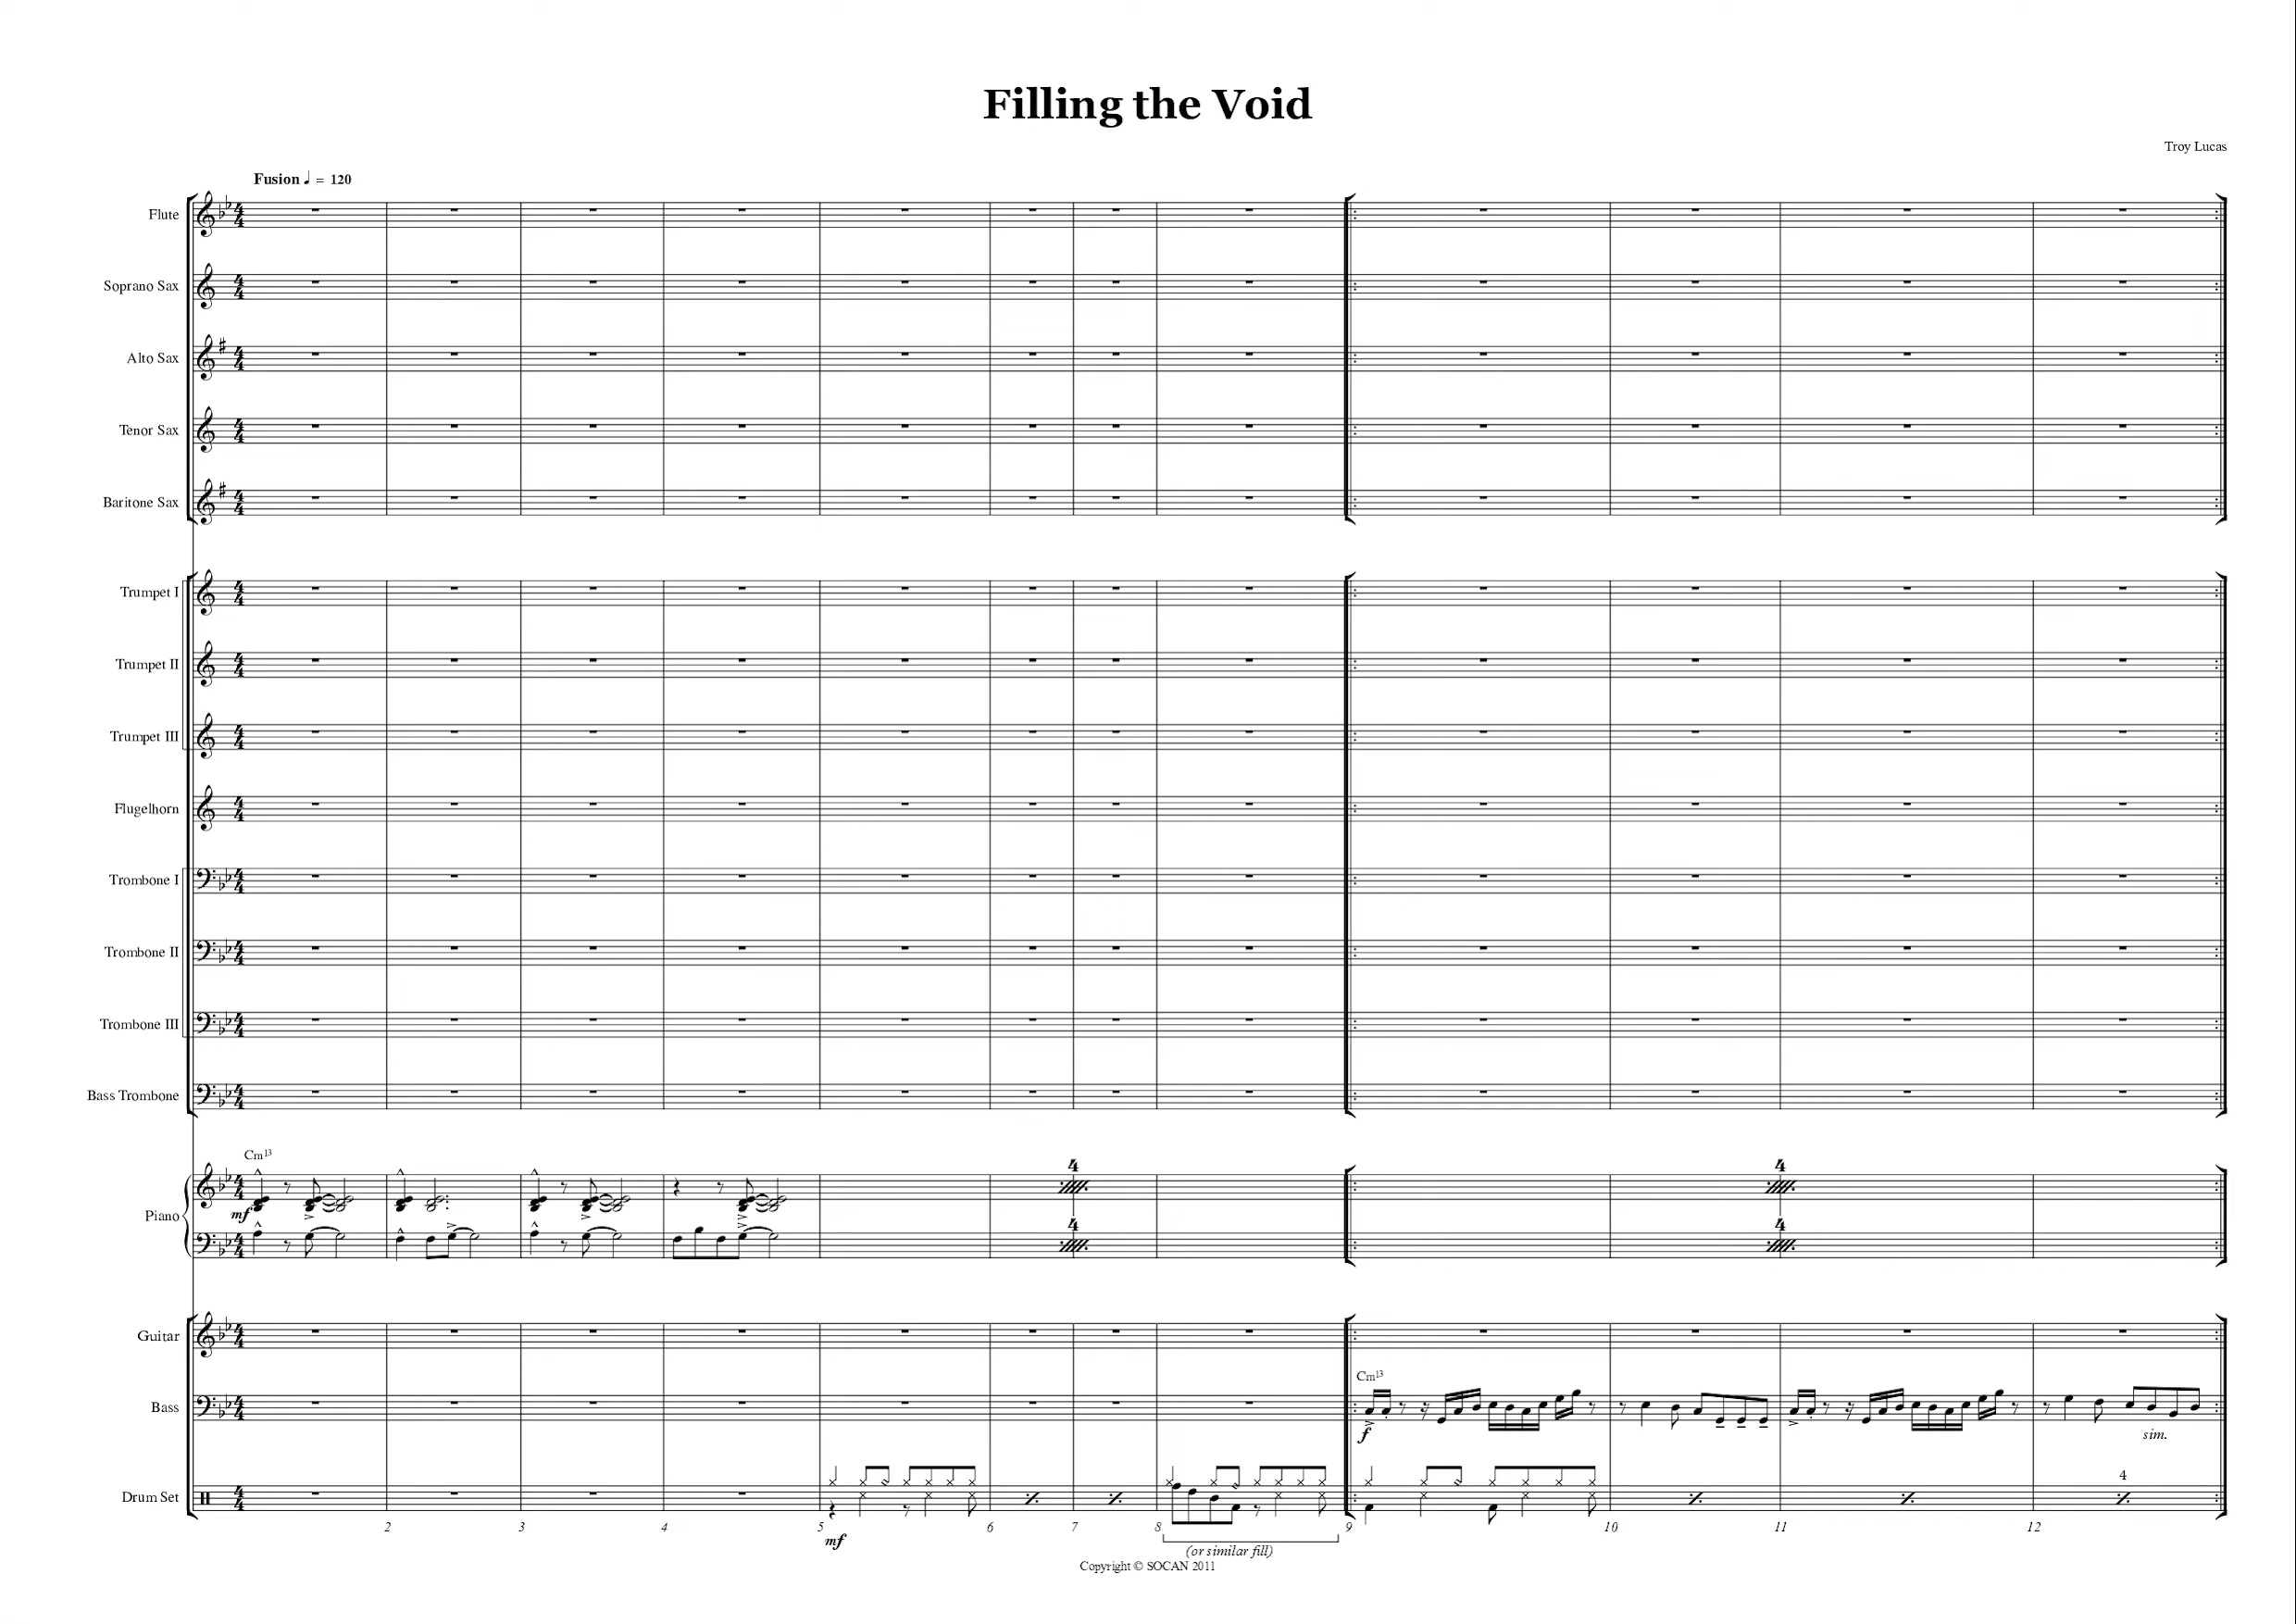 Filling the Void
Troy Lucas
Fusion ♩ = 120
Flute
Soprano Sax
Alto Sax
Tenor Sax
Baritone Sax
Trumpet I
Trumpet II
Trumpet III
Flugelhorn
Trombone I
Trombone II
Trombone III
Bass Trombone
Cm13
4
4
mf
Piano
4
4
Guitar
Cm13
Bass
f
sim.
4
Drum Set
2 3 4 5 6 7 8 9 10 11 12
mf
(or similar fill)
Copyright © SOCAN 2011